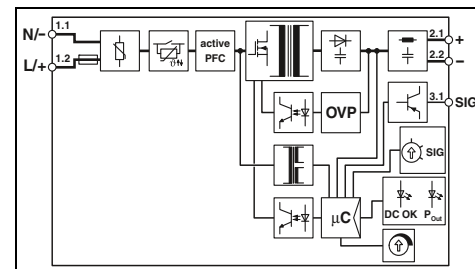 N/- 1.1
L/+ 1.2
active
PFC
ϑ
2.1 +
2.2 −
OVP
3.1 SIG
SIG
µC
DC OK P Out